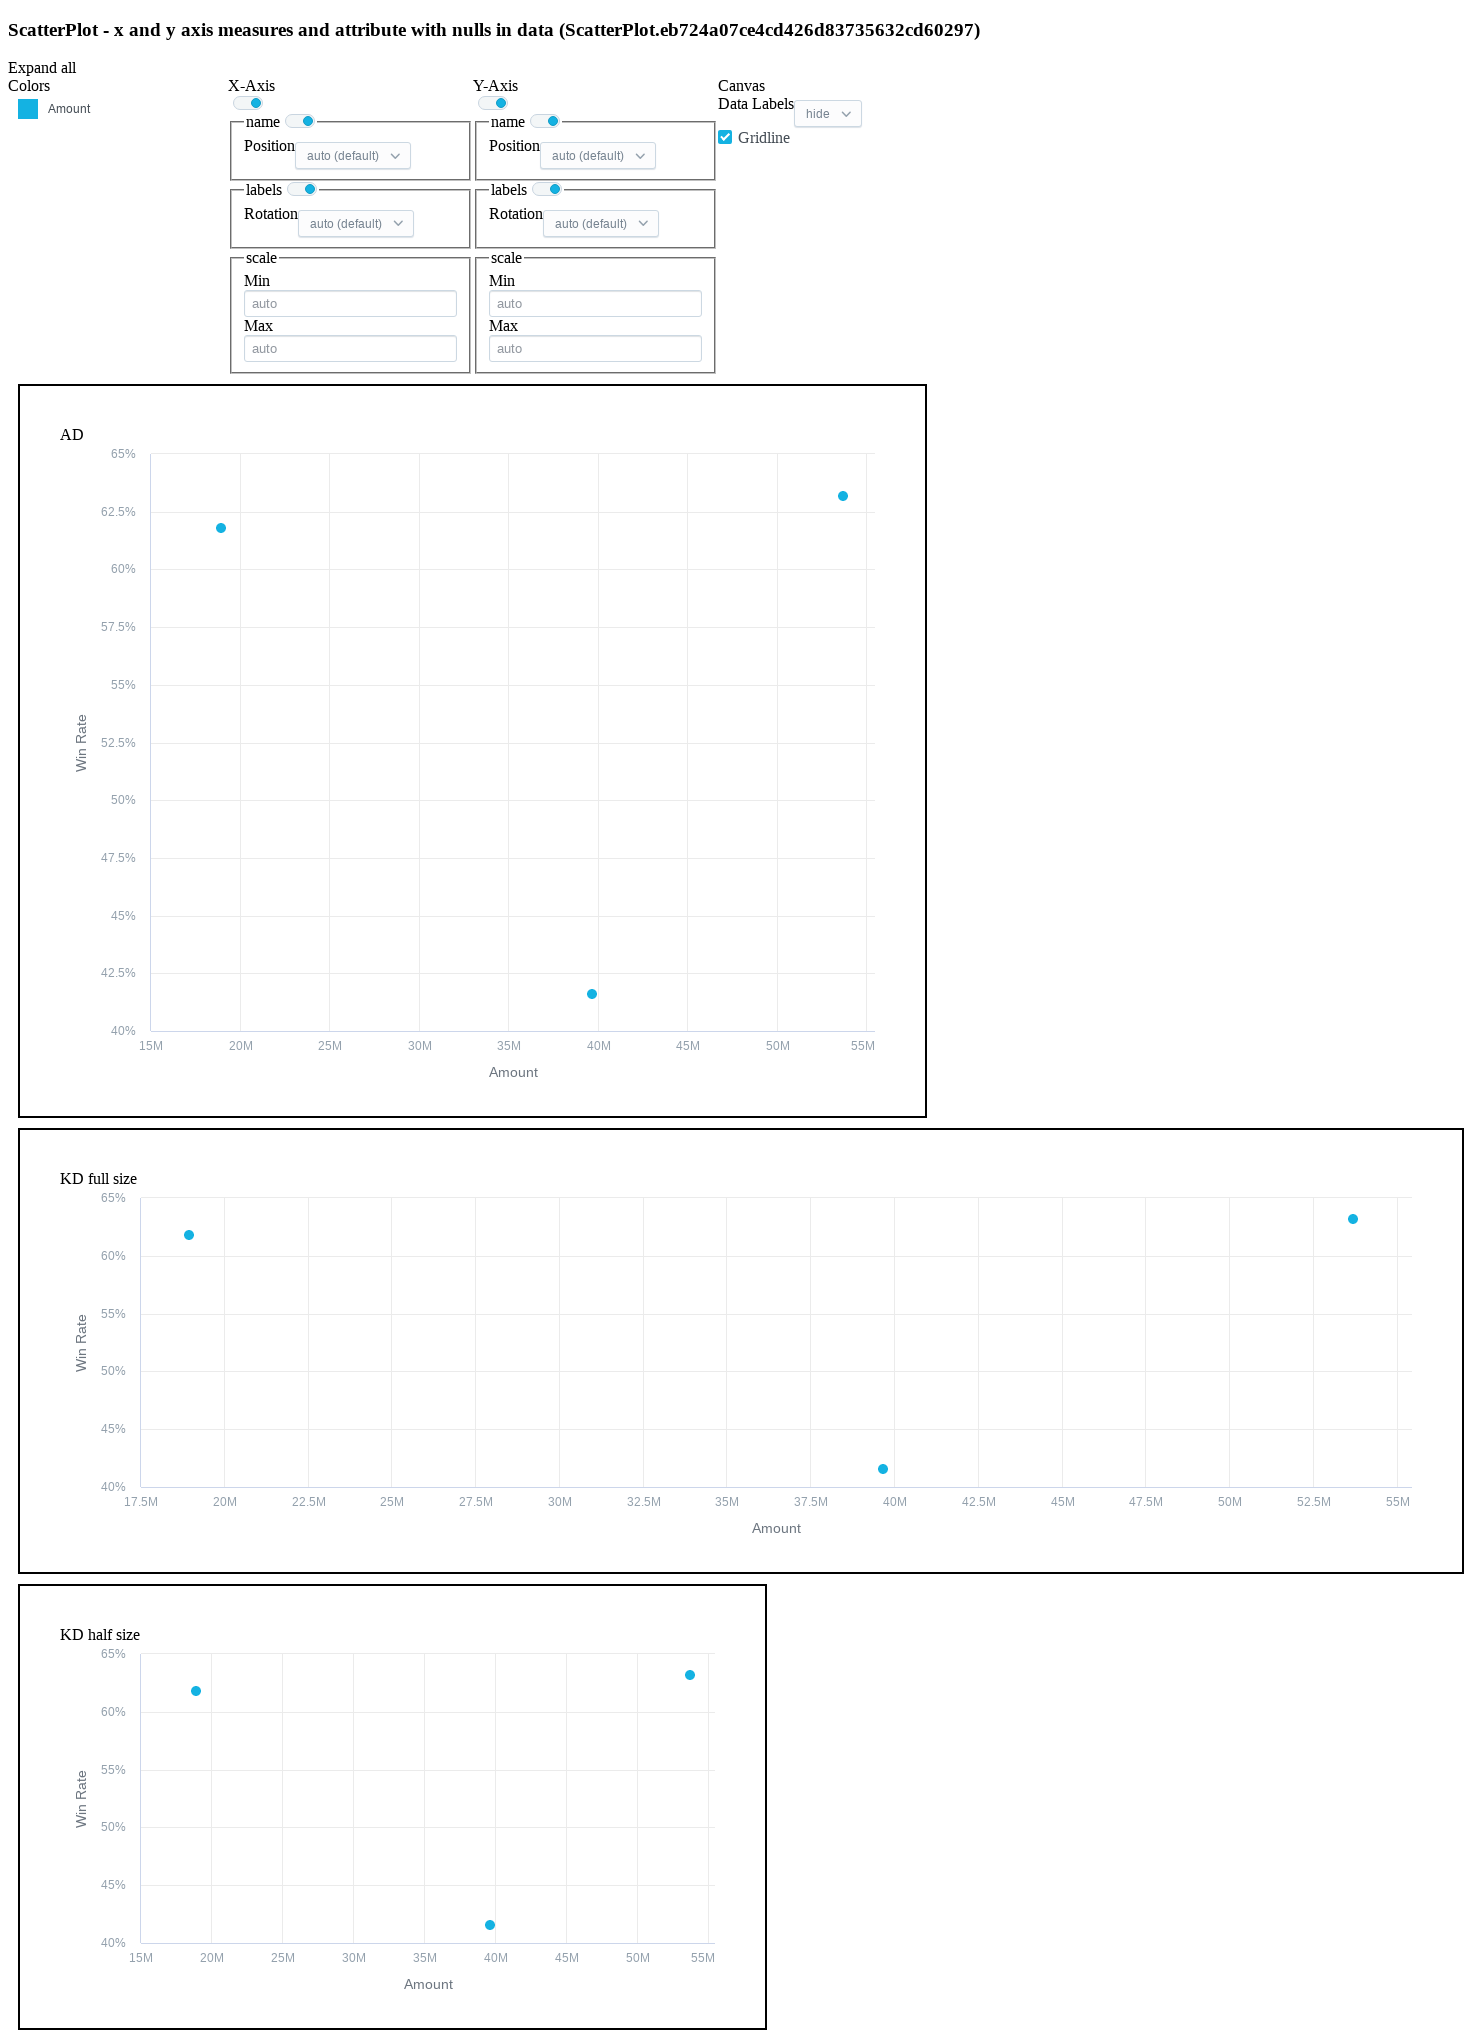 ScatterPlot - x and y axis measures and attribute with nulls in data (ScatterPlot.eb724a07ce4cd426d83735632cd60297)
Expand all
Colors
Amount
X-Axis
name
Position auto (default)
labels
Rotation auto (default)
scale
Min
auto
Max
auto
Y-Axis
name
Position auto (default)
labels
Rotation auto (default)
scale
Min
auto
Max
auto
Canvas
Data Labels hide
Gridline
AD
65%
62.5%
60%
57.5%
55%
52.5%
50%
47.5%
45%
42.5%
40%
Win Rate
15M 20M 25M 30M 35M 40M 45M 50M 55M
Amount
KD full size
65%
60%
55%
50%
45%
40%
Win Rate
17.5M 20M 22.5M 25M 27.5M 30M 32.5M 35M 37.5M 40M 42.5M 45M 47.5M 50M 52.5M 55M
Amount
KD half size
65%
60%
55%
50%
45%
40%
Win Rate
15M 20M 25M 30M 35M 40M 45M 50M 55M
Amount